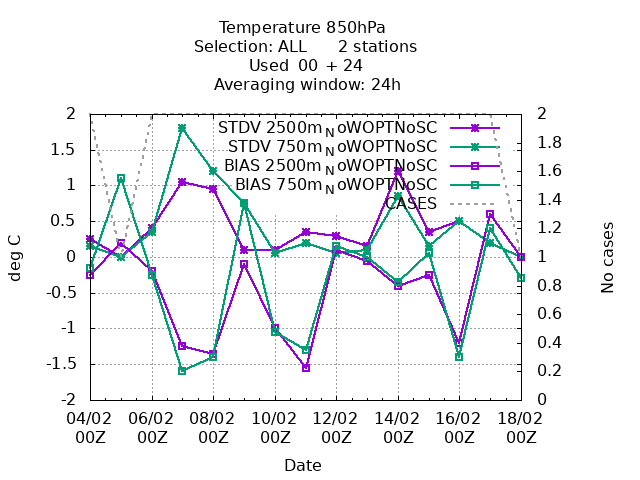 Temperature 850hPa
Selection: ALL 2 stations
Used 00 + 24
Averaging window: 24h
2 2
STDV 2500mNoWOPTNoSC
1.8
1.5 STDV 750mNoWOPTNoSC
BIAS 2500mNoWOPTNoSC 1.6
1 BIAS 750mNoWOPTNoSC
CASES 1.4
0.5 1.2
deg C 0 1 No cases
-0.5 0.8
0.6
-1 0.4
-1.5 0.2
-2 0
04/02 06/02 08/02 10/02 12/02 14/02 16/02 18/02
00Z 00Z 00Z 00Z 00Z 00Z 00Z 00Z
Date